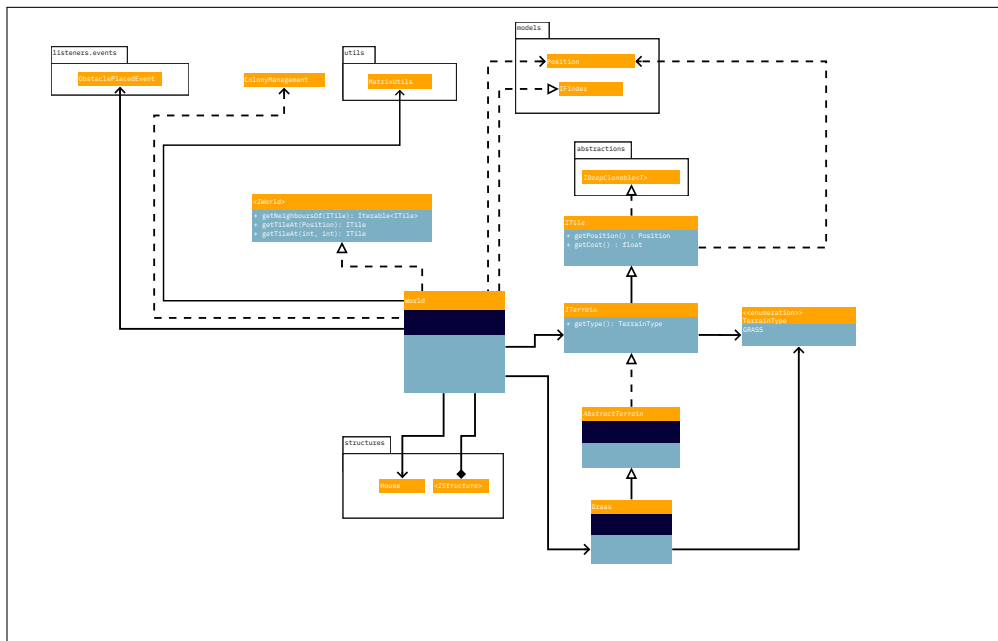 models
listeners.events
utils
Position
ObstaclePlacedEvent
ColonyManagement
MatrixUtils
IFinder
abstractions
IDeepClonable<T>
<IWorld>
+ getNeighboursOf(ITile): Iterable<ITile>
+ getTileAt(Position): ITile
+ getTileAt(int, int): ITile
ITile
+ getPosition() : Position
+ getCost() : float
World
ITerrain
+ getType(): TerrainType
<<enumeration>>
TerrainType
GRASS
AbstractTerrain
structures
House
<IStructure>
Grass